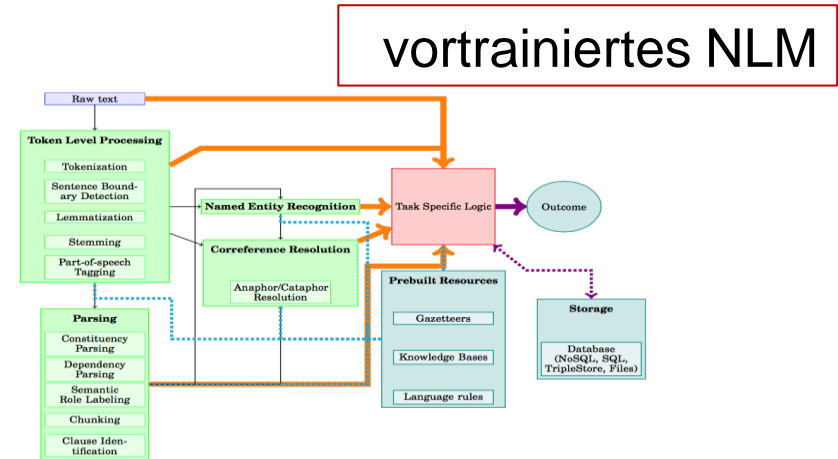 vortrainiertes NLM
Raw text
Token Level Processing
Tokenization
Sentence Bound-
ary Detection
Lemmatization
Stemming
Part-of-speech
Tagging
Named Entity Recognition
Correference Resolution
Anaphor/Cataphor
Resolution
Parsing
Constituency
Parsing
Dependency
Parsing
Semantic
Role Labeling
Chunking
Clause Iden-
tification
Task Specific Logic
Outcome
Prebuilt Resources
Gazetteers
Knowledge Bases
Language rules
Storage
Database
(NoSQL, SQL,
TripleStore, Files)